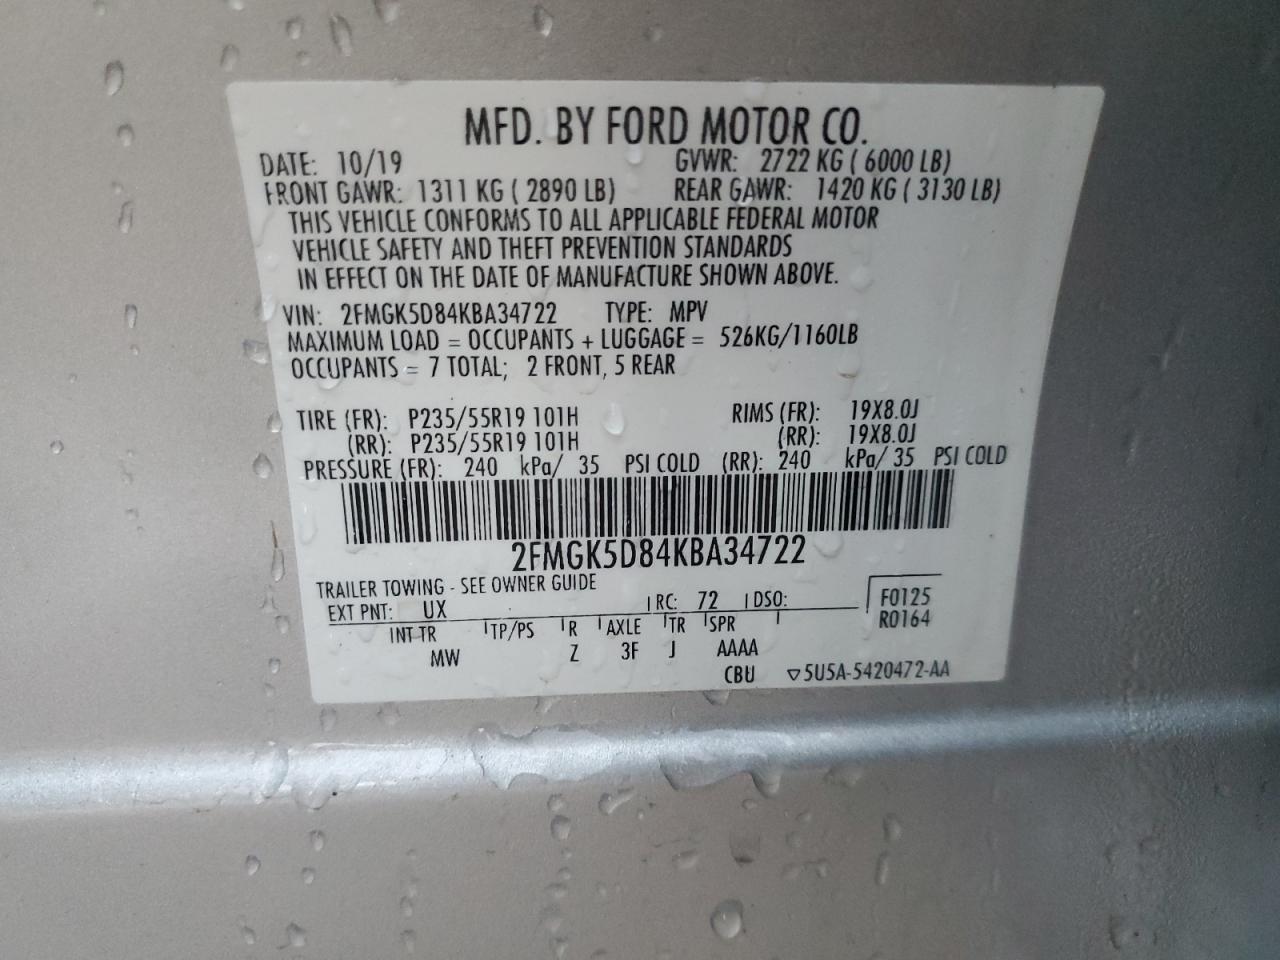 MFD. BY FORD MOTOR CO.
DATE: 10/19 GVWR: 2722 KG ( 6000 LB)
FRONT GAWR: 1311 KG ( 2890 LB) REAR GAWR: 1420 KG ( 3130 LB)
THIS VEHICLE CONFORMS TO ALL APPLICABLE FEDERAL MOTOR
VEHICLE SAFETY AND THEFT PREVENTION STANDARDS
IN EFFECT ON THE DATE OF MANUFACTURE SHOWN ABOVE.
VIN: 2FMGK5D84KBA34722 TYPE: MPV
MAXIMUM LOAD = OCCUPANTS + LUGGAGE = 526KG/1160LB
OCCUPANTS = 7 TOTAL; 2 FRONT, 5 REAR
TIRE (FR): P235/55R19 101H RIMS (FR): 19X8.0J
(RR): P235/55R19 101H (RR): 19X8.0J
PRESSURE (FR): 240 kPa/ 35 PSI COLD (RR): 240 kPa/ 35 PSI COLD
2FMGK5D84KBA34722
TRAILER TOWING - SEE OWNER GUIDE
EXT PNT: UX RC: 72 DSO: F0125
R0164
INT TR TP/PS R AXLE TR SPR
MW Z 3F J AAAA
CBU ▽5U5A-5420472-AA